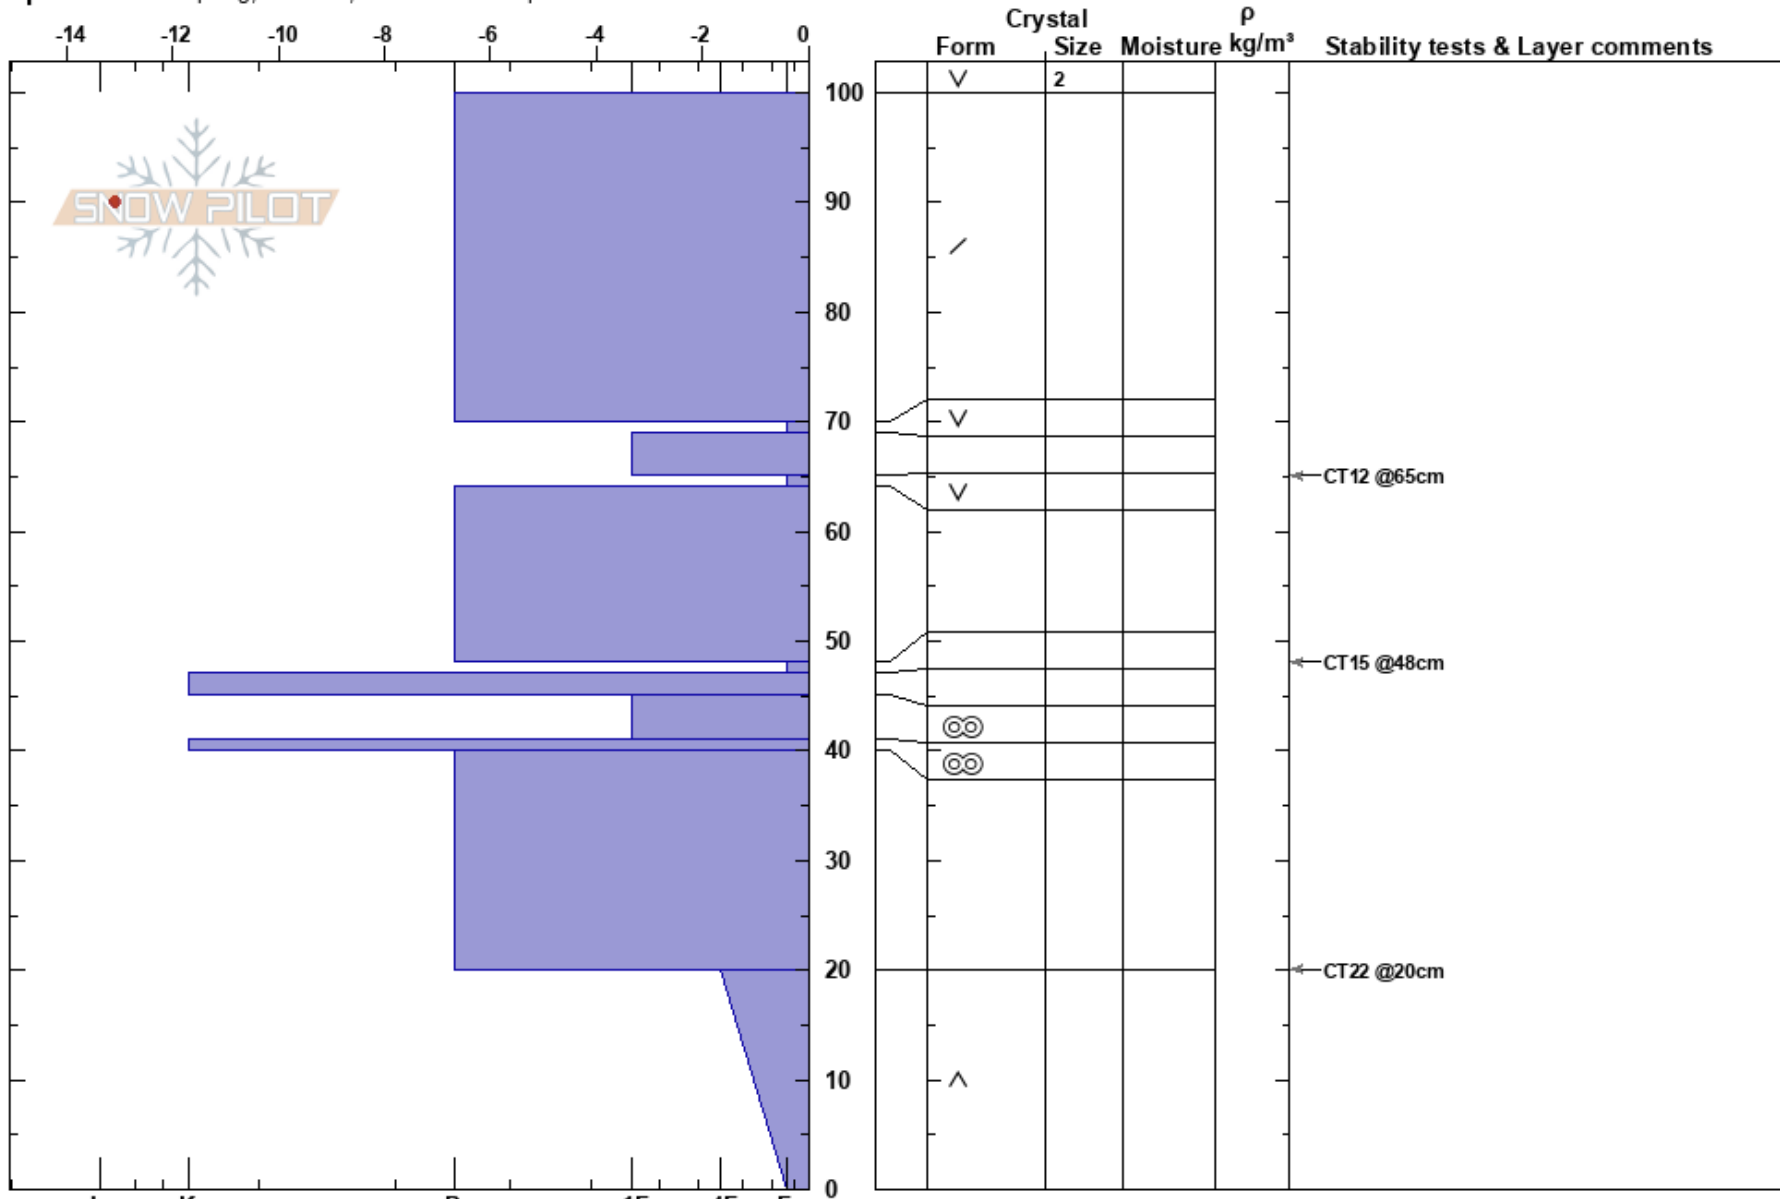 -14 -12 -10 -8 -6 -4 -2 0
Crystal ρ
Form Size Moisture kg/m³ Stability tests & Layer comments
2
100
SNOW PILOT
90
80
70
CT12 @65cm
60
50
CT15 @48cm
40
30
20
CT22 @20cm
10
0